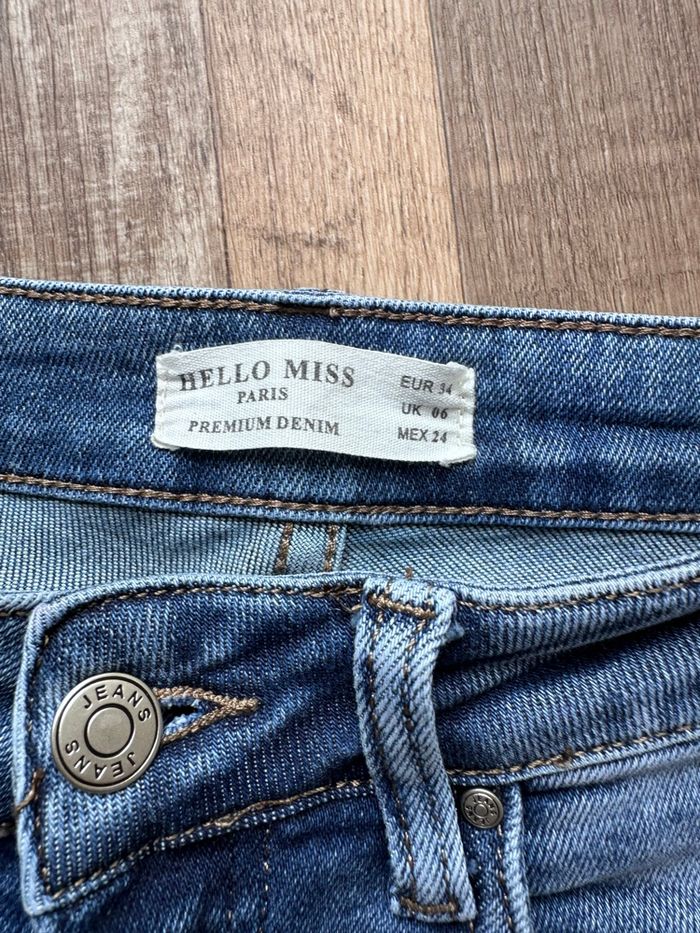 HELLO MISS
PARIS
PREMIUM DENIM
EUR 34
UK 06
MEX 24
JEANS
JEANS